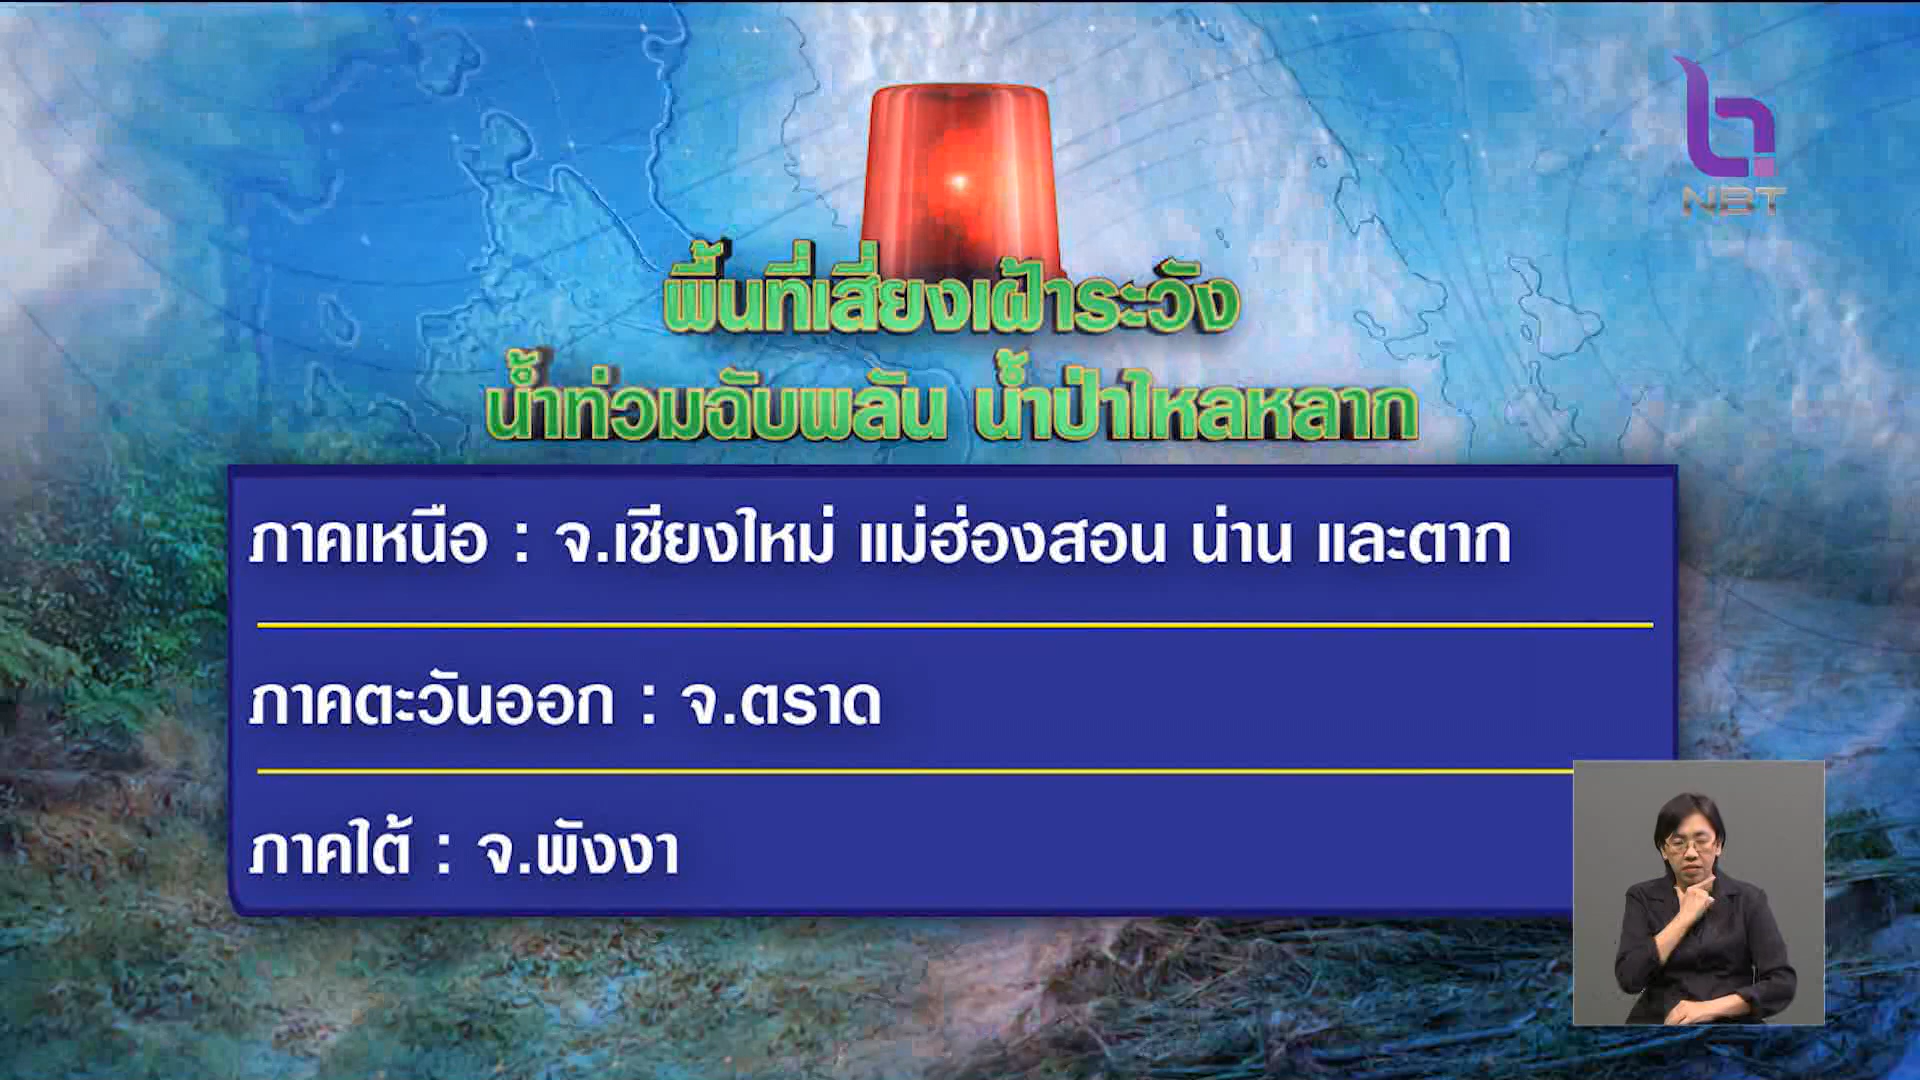 NBT
พื้นที่เสี่ยงเฝ้าระวัง
น้ำท่วมฉับพลัน น้ำป่าไหลหลาก
ภาคเหนือ : จ.เชียงใหม่ แม่ฮ่องสอน น่าน และตาก
ภาคตะวันออก : จ.ตราด
ภาคใต้ : จ.พังงา